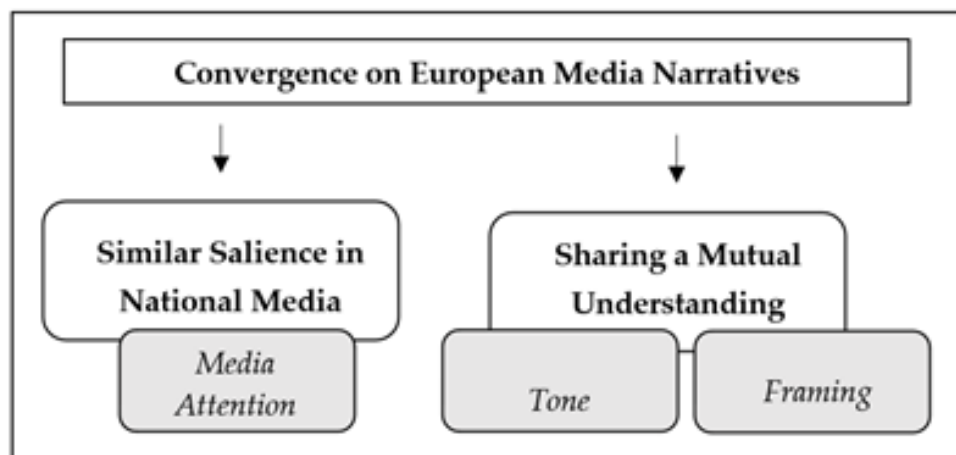 Convergence on European Media Narratives
Similar Salience in
National Media
Media
Attention
Sharing a Mutual
Understanding
Tone
Framing